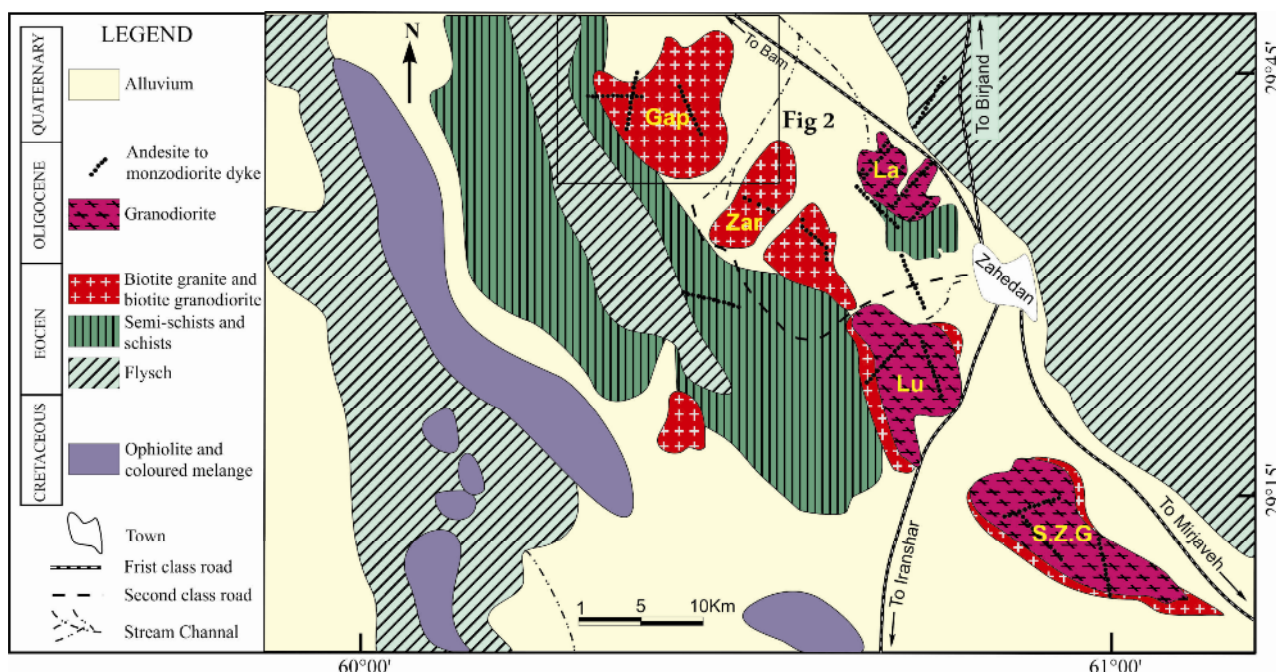 LEGEND
QUATERNARY
Alluvium
OLIGOCENE
Andesite to
monzodiorite dyke
Granodiorite
EOCEN
Biotite granite and
biotite granodiorite
Semi-schists and
schists
Flysch
CRETACEOUS
Ophiolite and
coloured melange
Town
Frist class road
Second class road
Stream Channal
N
To Bam
To Birjand
Fig 2
Gap
La
Zar
Zahedan
Lu
S.Z.G
To Mirjaveh
To Iranshar
1 5 10Km
29°45'
29°15'
60°00'
61°00'